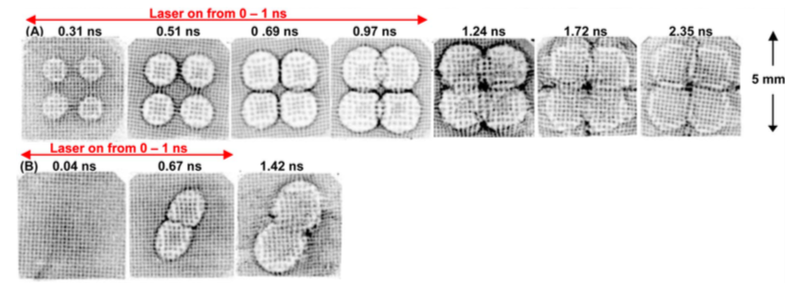 Laser on from 0 – 1 ns
(A) 0.31 ns 0.51 ns 0 .69 ns 0.97 ns 1.24 ns 1.72 ns 2.35 ns
5 mm
Laser on from 0 – 1 ns
(B) 0.04 ns 0.67 ns 1.42 ns